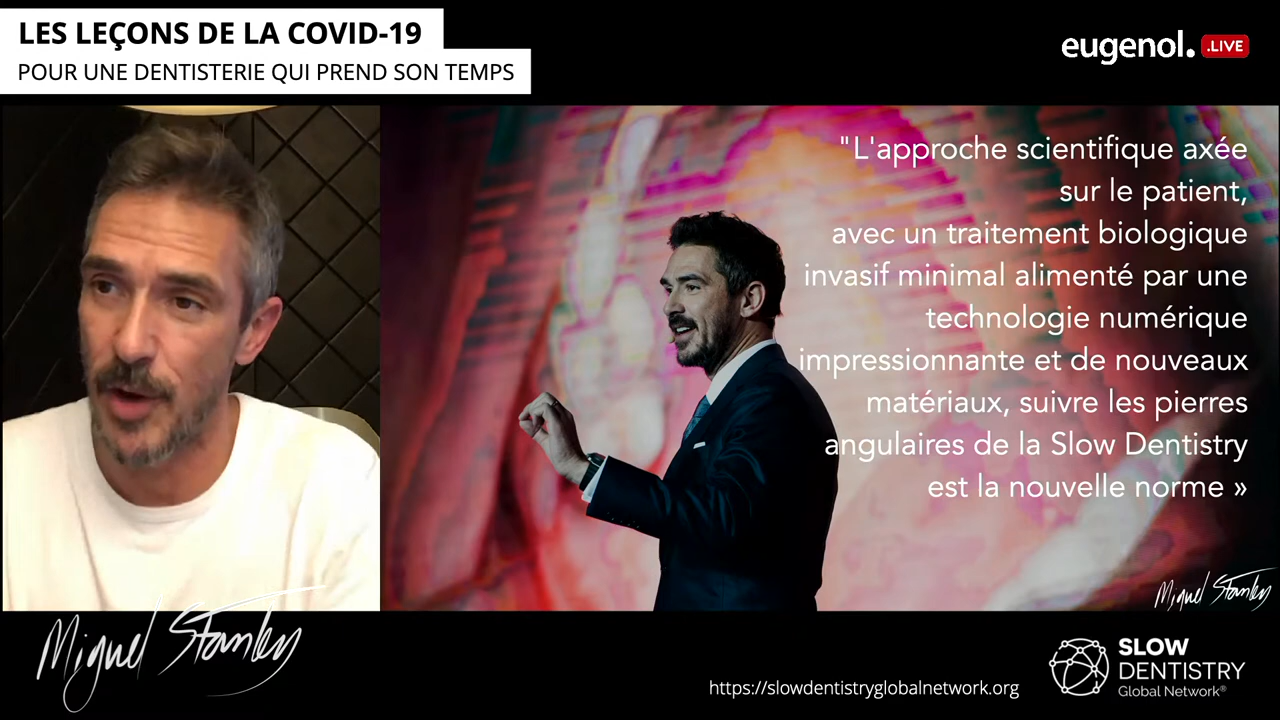 LES LEÇONS DE LA COVID-19
POUR UNE DENTISTERIE QUI PREND SON TEMPS
eugenol. .LIVE
"L'approche scientifique axée
sur le patient,
avec un traitement biologique
invasif minimal alimenté par une
technologie numérique
impressionnante et de nouveaux
matériaux, suivre les pierres
angulaires de la Slow Dentistry
est la nouvelle norme »
Miguel Stanley
Miguel Stanley
https://slowdentistryglobalnetwork.org
SLOW
DENTISTRY
Global Network®